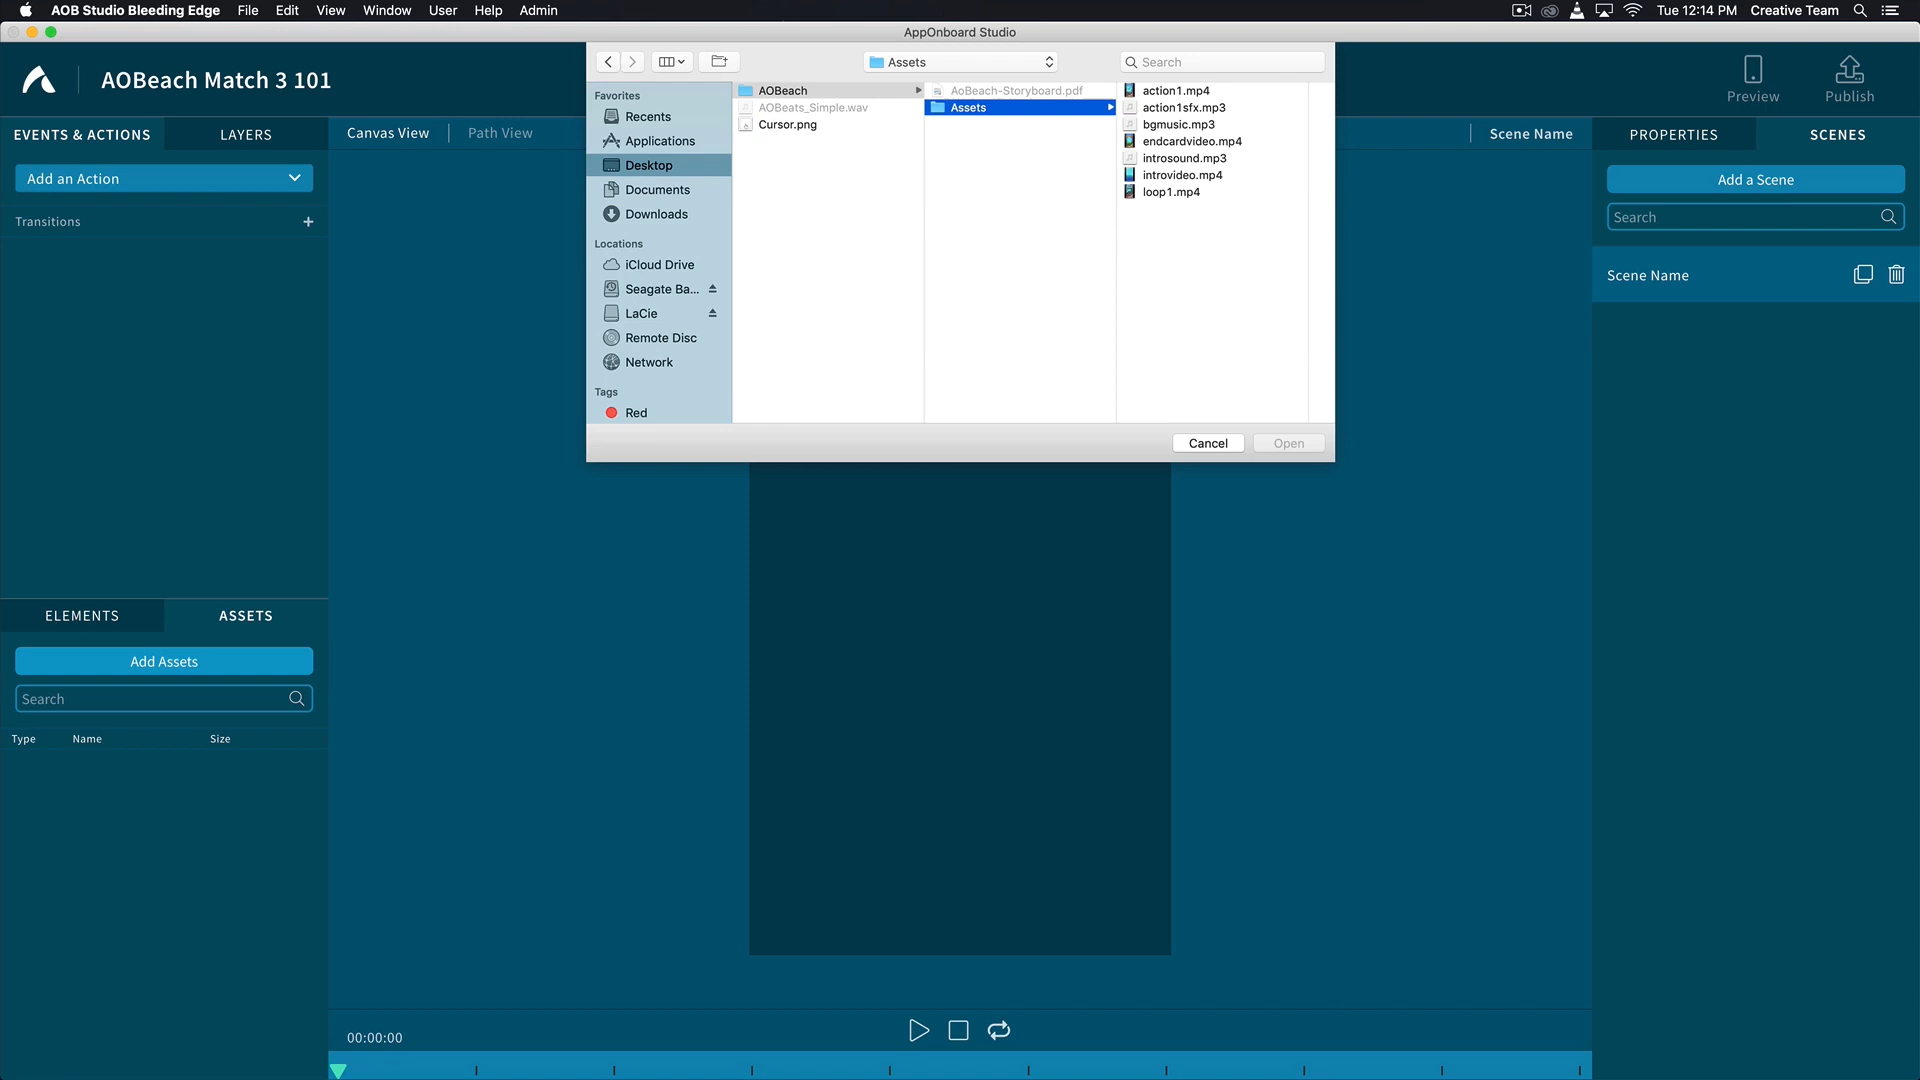 AOB Studio Bleeding Edge File Edit View Window User Help Admin Tue 12:14 PM Creative Team
AppOnboard Studio
AOBeach Match 3 101
Preview
Publish
EVENTS & ACTIONS
LAYERS
Canvas View
Path View
Scene Name
PROPERTIES
SCENES
Add an Action
Transitions
Assets
Search
Favorites
Recents
Applications
Desktop
Documents
Downloads
Locations
iCloud Drive
Seagate Ba...
LaCie
Remote Disc
Network
Tags
Red
AOBeach
AOBeats_Simple.wav
Cursor.png
AoBeach-Storyboard.pdf
Assets
action1.mp4
action1sfx.mp3
bgmusic.mp3
endcardvideo.mp4
introsound.mp3
introvideo.mp4
loop1.mp4
Cancel
Open
Add a Scene
Search
Scene Name
ELEMENTS
ASSETS
Add Assets
Search
Type Name Size
00:00:00